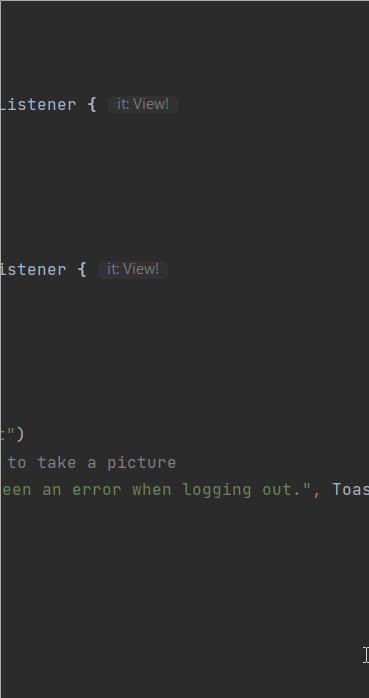 Listener { it: View!
istener { it: View!
t")
to take a picture
een an error when logging out.", Toas